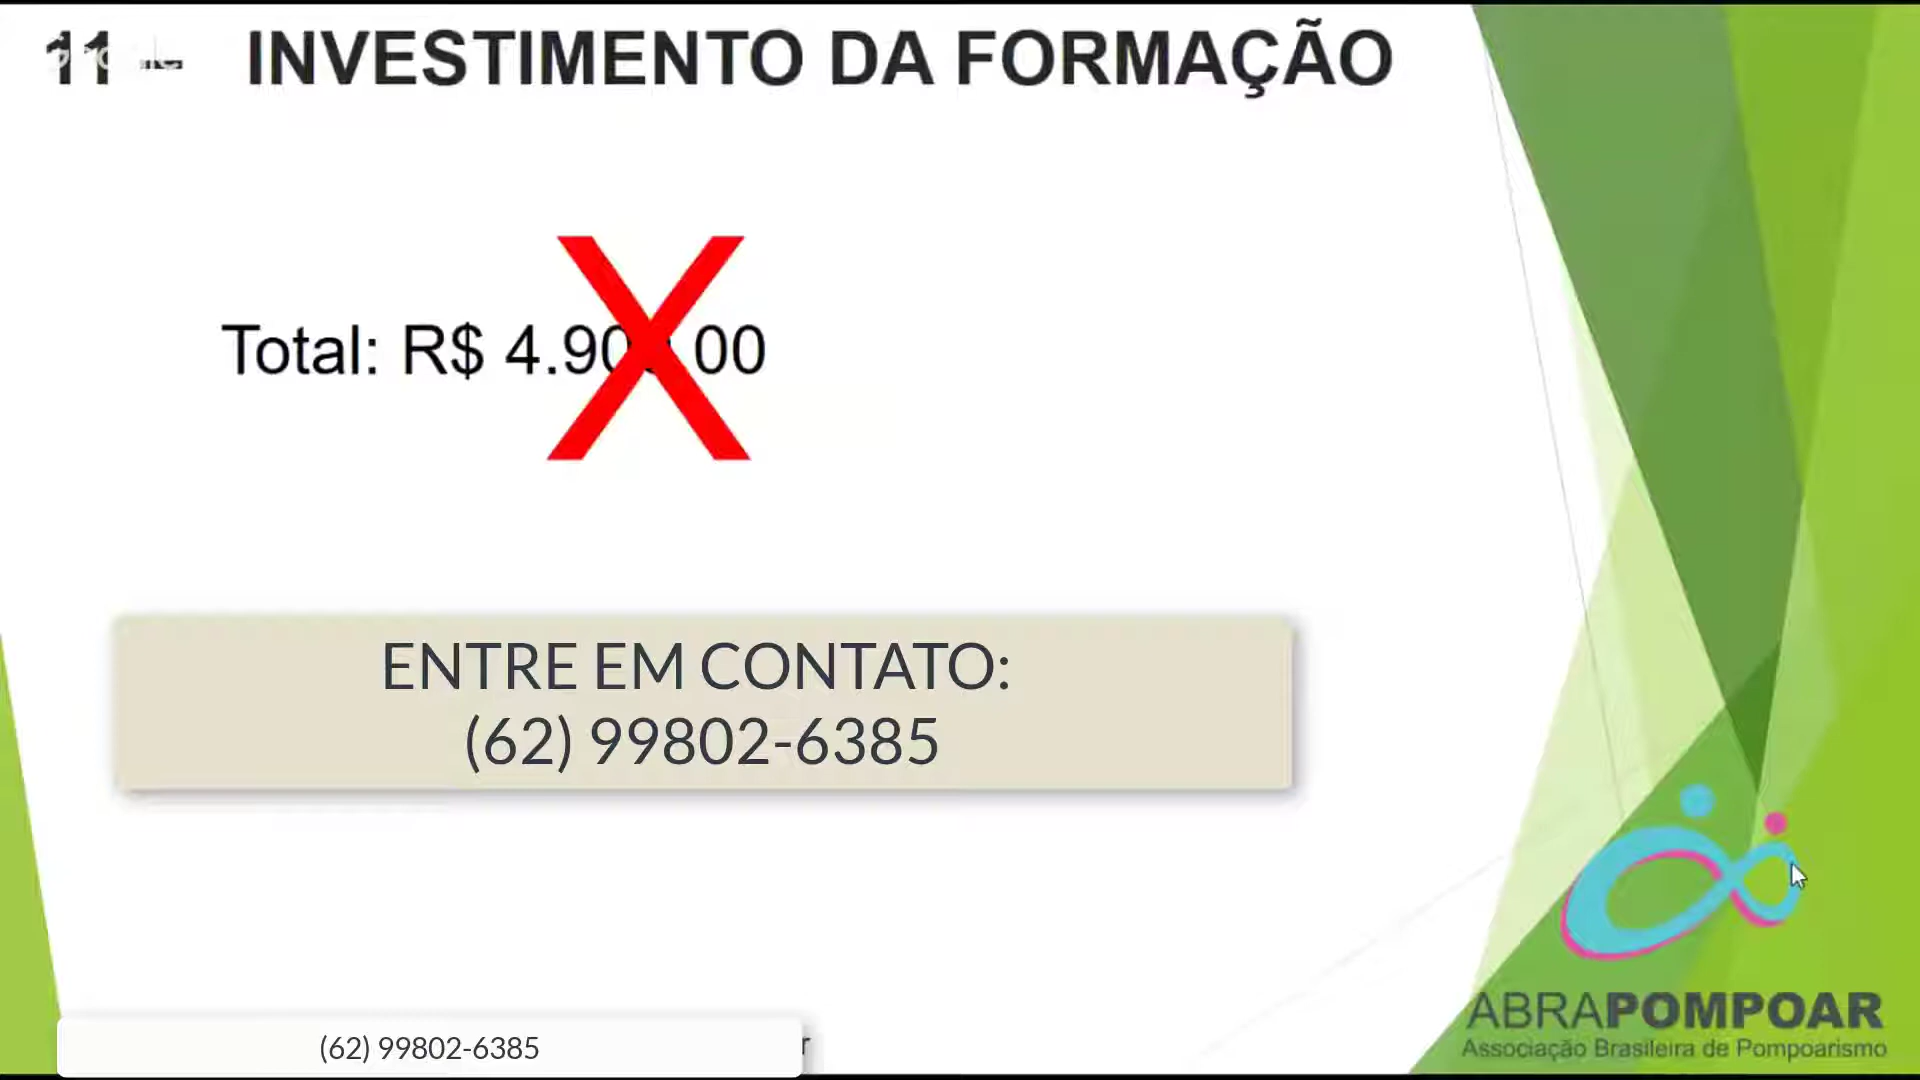 11 - INVESTIMENTO DA FORMAÇÃO
Total: R$ 4.90 00
ENTRE EM CONTATO:
(62) 99802-6385
ABRAPOMPOAR
Associação Brasileira de Pompoarismo
(62) 99802-6385
r